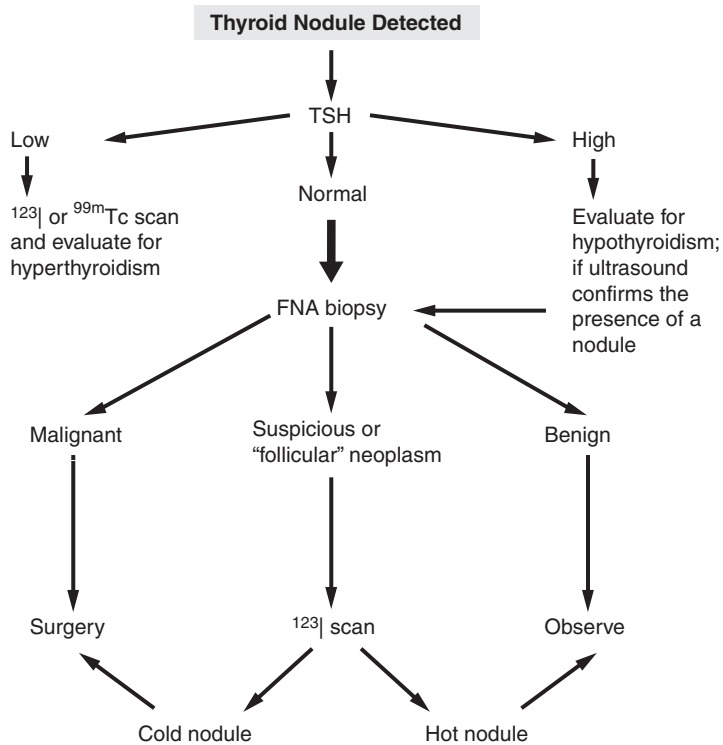 Thyroid Nodule Detected
TSH
Low
High
Normal
¹²³| or ⁹⁹ᵐTc scan
and evaluate for
hyperthyroidism
Evaluate for
hypothyroidism;
if ultrasound
confirms the
presence of a
nodule
FNA biopsy
Malignant
Suspicious or
“follicular” neoplasm
Benign
Surgery
¹²³| scan
Observe
Cold nodule
Hot nodule